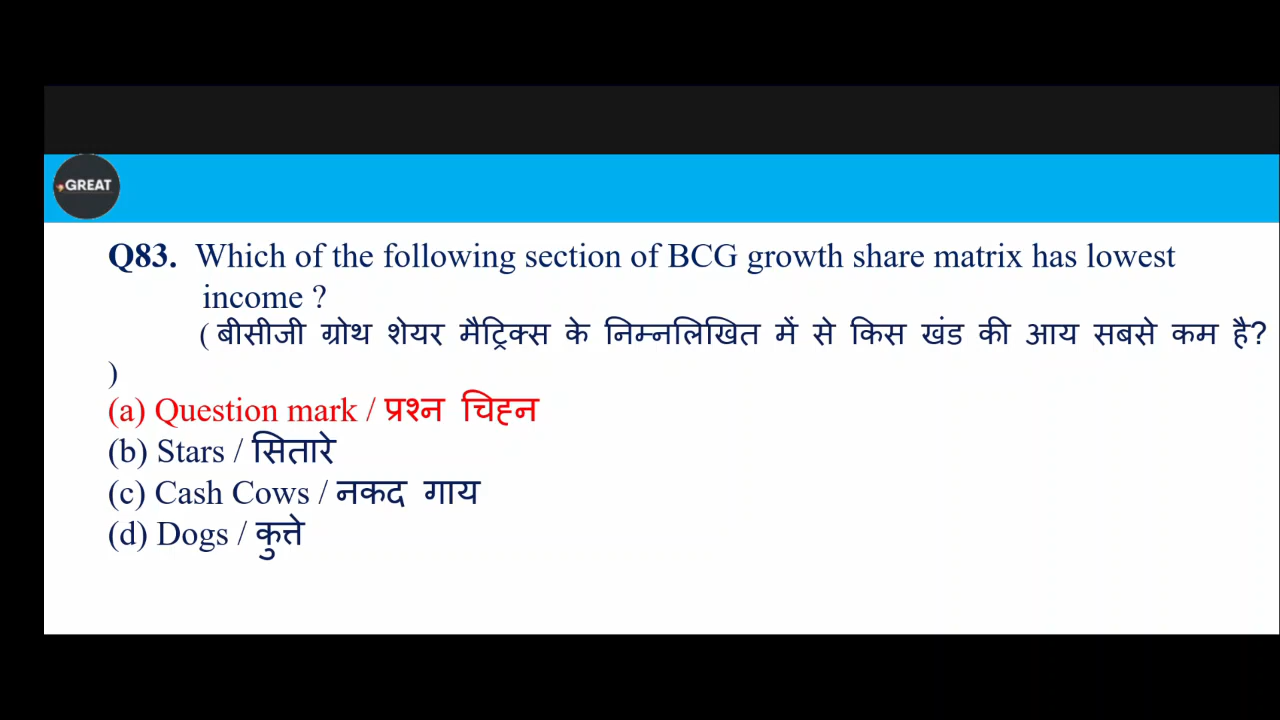 GREAT
Q83. Which of the following section of BCG growth share matrix has lowest
income ?
( बीसीजी ग्रोथ शेयर मैट्रिक्स के निम्नलिखित में से किस खंड की आय सबसे कम है?
)
(a) Question mark / प्रश्न चिह्न
(b) Stars / सितारे
(c) Cash Cows / नकद गाय
(d) Dogs / कुत्ते